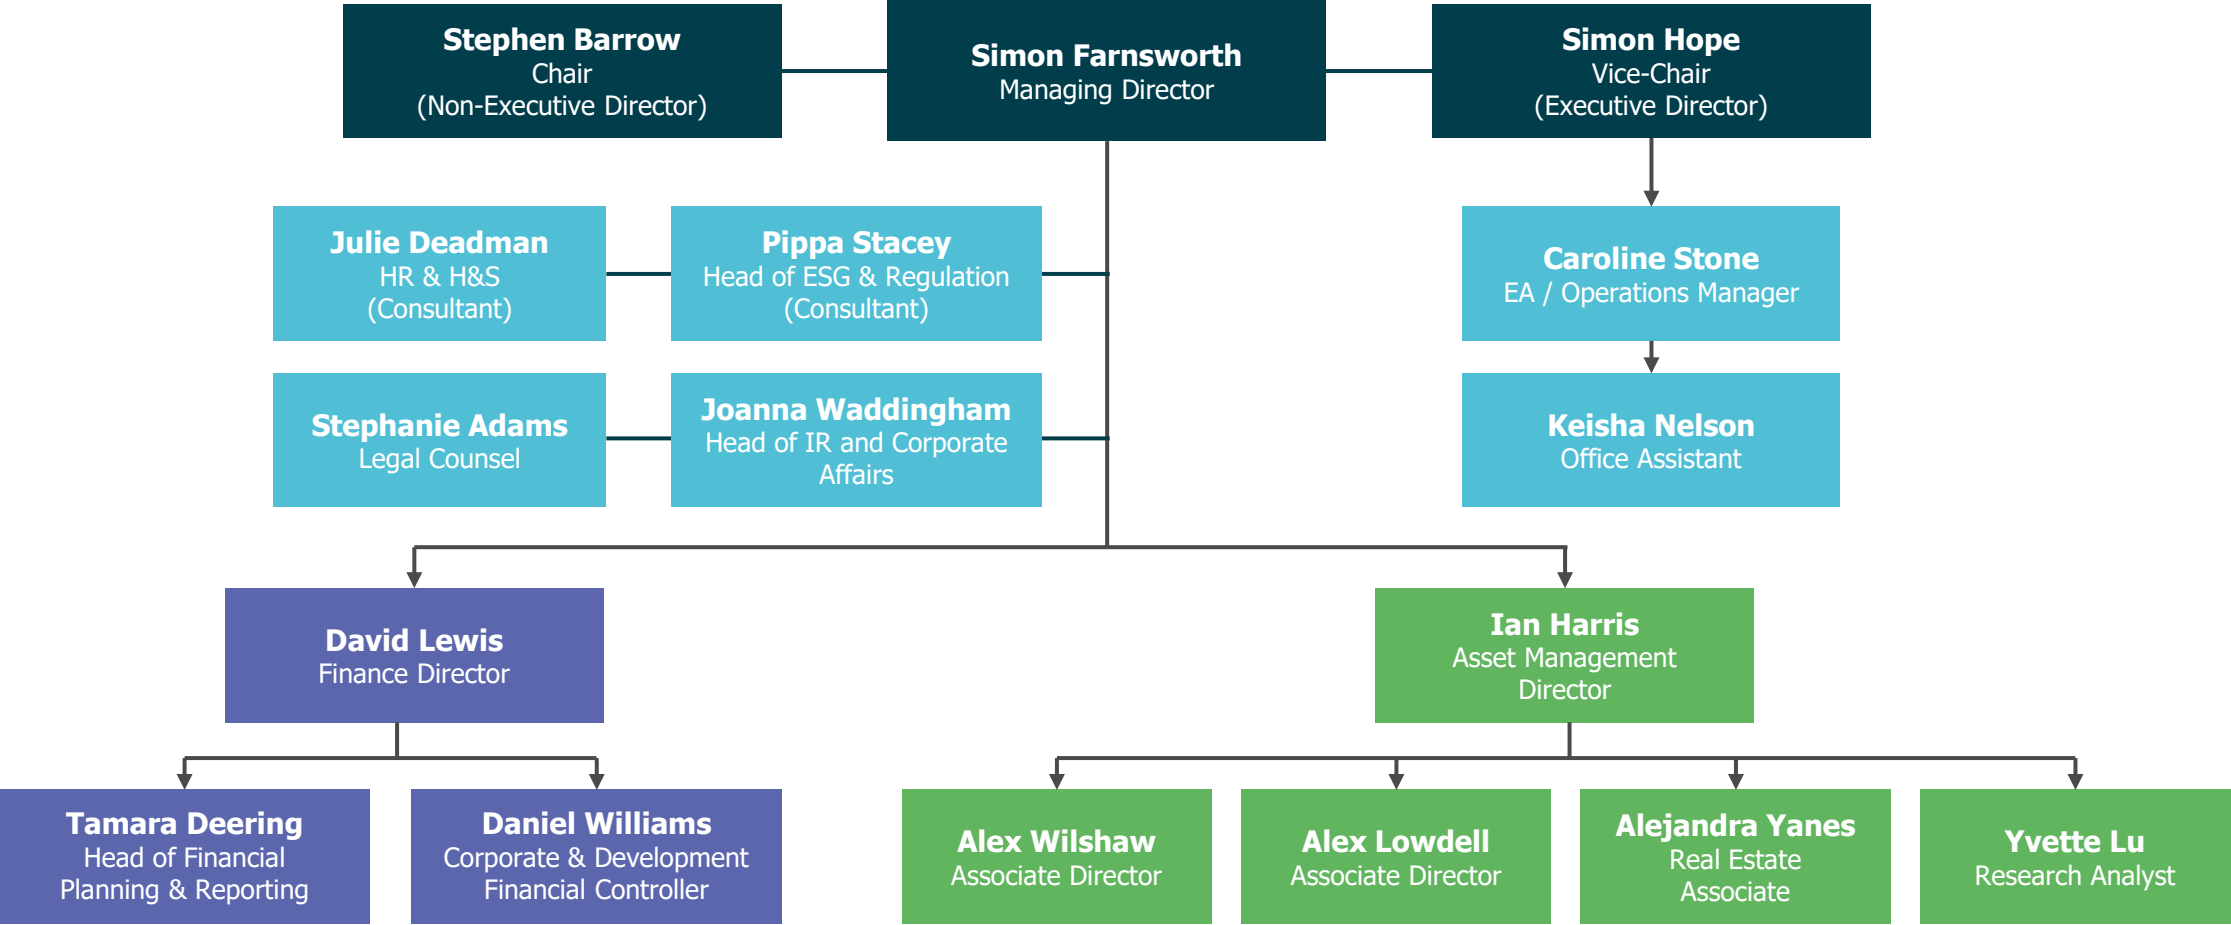 Stephen Barrow
Chair
(Non-Executive Director)
Simon Farnsworth
Managing Director
Simon Hope
Vice-Chair
(Executive Director)
Julie Deadman
HR & H&S
(Consultant)
Pippa Stacey
Head of ESG & Regulation
(Consultant)
Caroline Stone
EA / Operations Manager
Stephanie Adams
Legal Counsel
Joanna Waddingham
Head of IR and Corporate
Affairs
Keisha Nelson
Office Assistant
David Lewis
Finance Director
Ian Harris
Asset Management
Director
Tamara Deering
Head of Financial
Planning & Reporting
Daniel Williams
Corporate & Development
Financial Controller
Alex Wilshaw
Associate Director
Alex Lowdell
Associate Director
Alejandra Yanes
Real Estate
Associate
Yvette Lu
Research Analyst